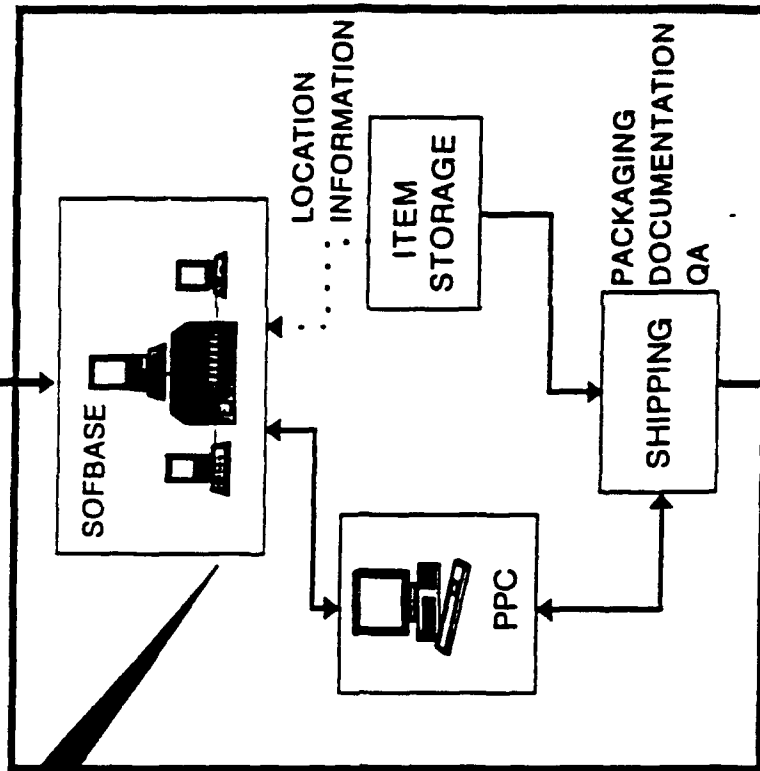 SOFBASE
LOCATION
INFORMATION
ITEM
STORAGE
PPC
SHIPPING
PACKAGING
DOCUMENTATION
QA